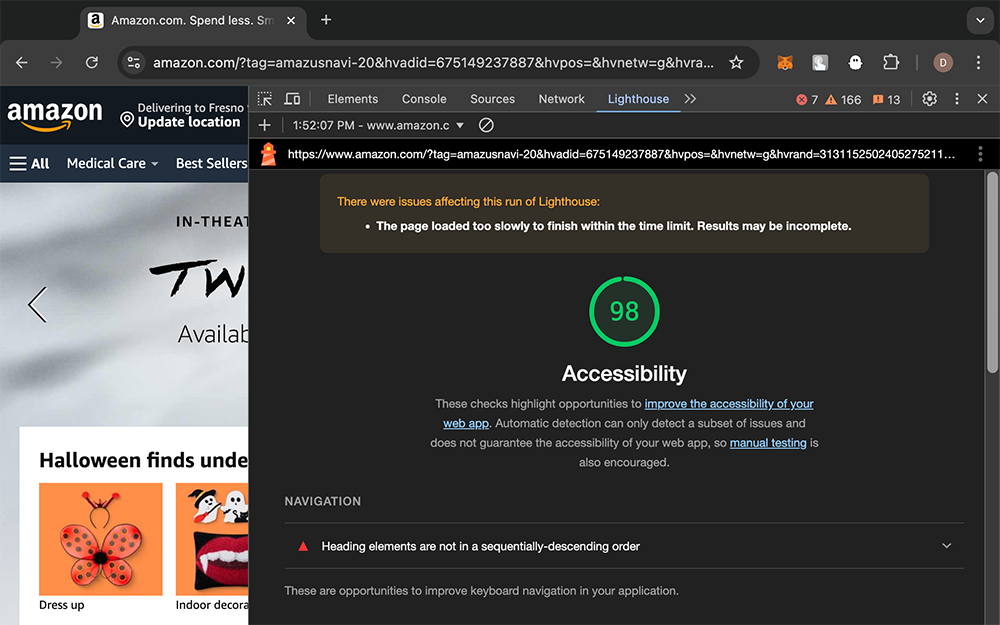 Amazon.com. Spend less. Sm
amazon.com/?tag=amazusnavi-20&hvadid=675149237887&hvpos=&hvnetw=g&hvra...
D
amazon
Delivering to Fresno
Update location
All
Medical Care
Best Sellers
IN-THEAT
TW
Availab
Halloween finds unde
Dress up
Indoor decora
Elements
Console
Sources
Network
Lighthouse
7
166
13
1:52:07 PM - www.amazon.c
https://www.amazon.com/?tag=amazusnavi-20&hvadid=675149237887&hvpos=&hvnetw=g&hvrand=3131152502405275211...
There were issues affecting this run of Lighthouse:
• The page loaded too slowly to finish within the time limit. Results may be incomplete.
98
Accessibility
These checks highlight opportunities to improve the accessibility of your
web app. Automatic detection can only detect a subset of issues and
does not guarantee the accessibility of your web app, so manual testing is
also encouraged.
NAVIGATION
Heading elements are not in a sequentially-descending order
These are opportunities to improve keyboard navigation in your application.